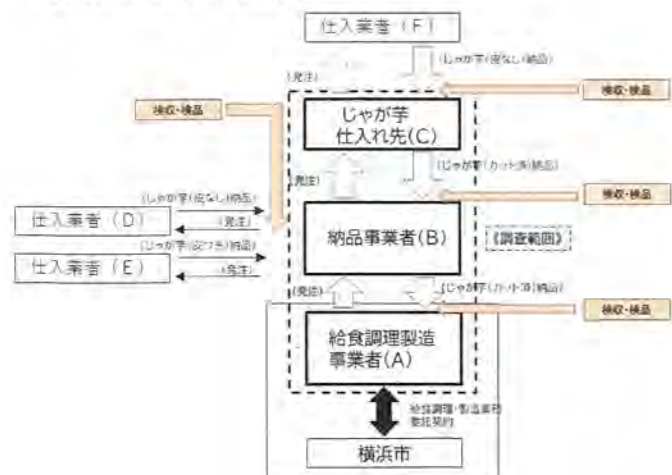 仕入業者(F)
(じゃが芋(皮なし)納品)
(発注)
検収・検品
検収・検品
じゃが芋
仕入れ先(C)
(じゃが芋(皮なし)納品)
(発注)
(じゃが芋(カット済)納品)
仕入業者(D)
(発注)
検収・検品
納品事業者(B)
《調査範囲》
(じゃが芋(皮つき)納品)
仕入業者(E)
(発注)
(発注)
(じゃが芋(カット済)納品)
検収・検品
給食調理製造
事業者(A)
給食調理・製造業務
委託契約
横浜市